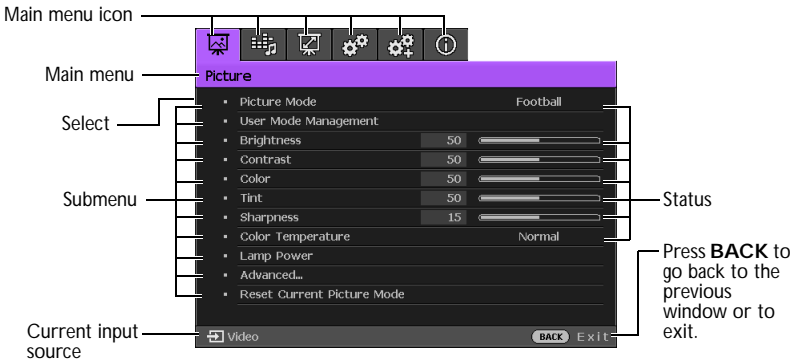 Main menu icon
Main menu
Picture
Select
Picture Mode Football
User Mode Management
Brightness 50
Contrast 50
Color 50
Submenu
Tint 50
Status
Sharpness 15
Color Temperature Normal
Lamp Power
Advanced...
Reset Current Picture Mode
Press BACK to
go back to the
previous
window or to
exit.
Current input
source
Video
BACK Exit